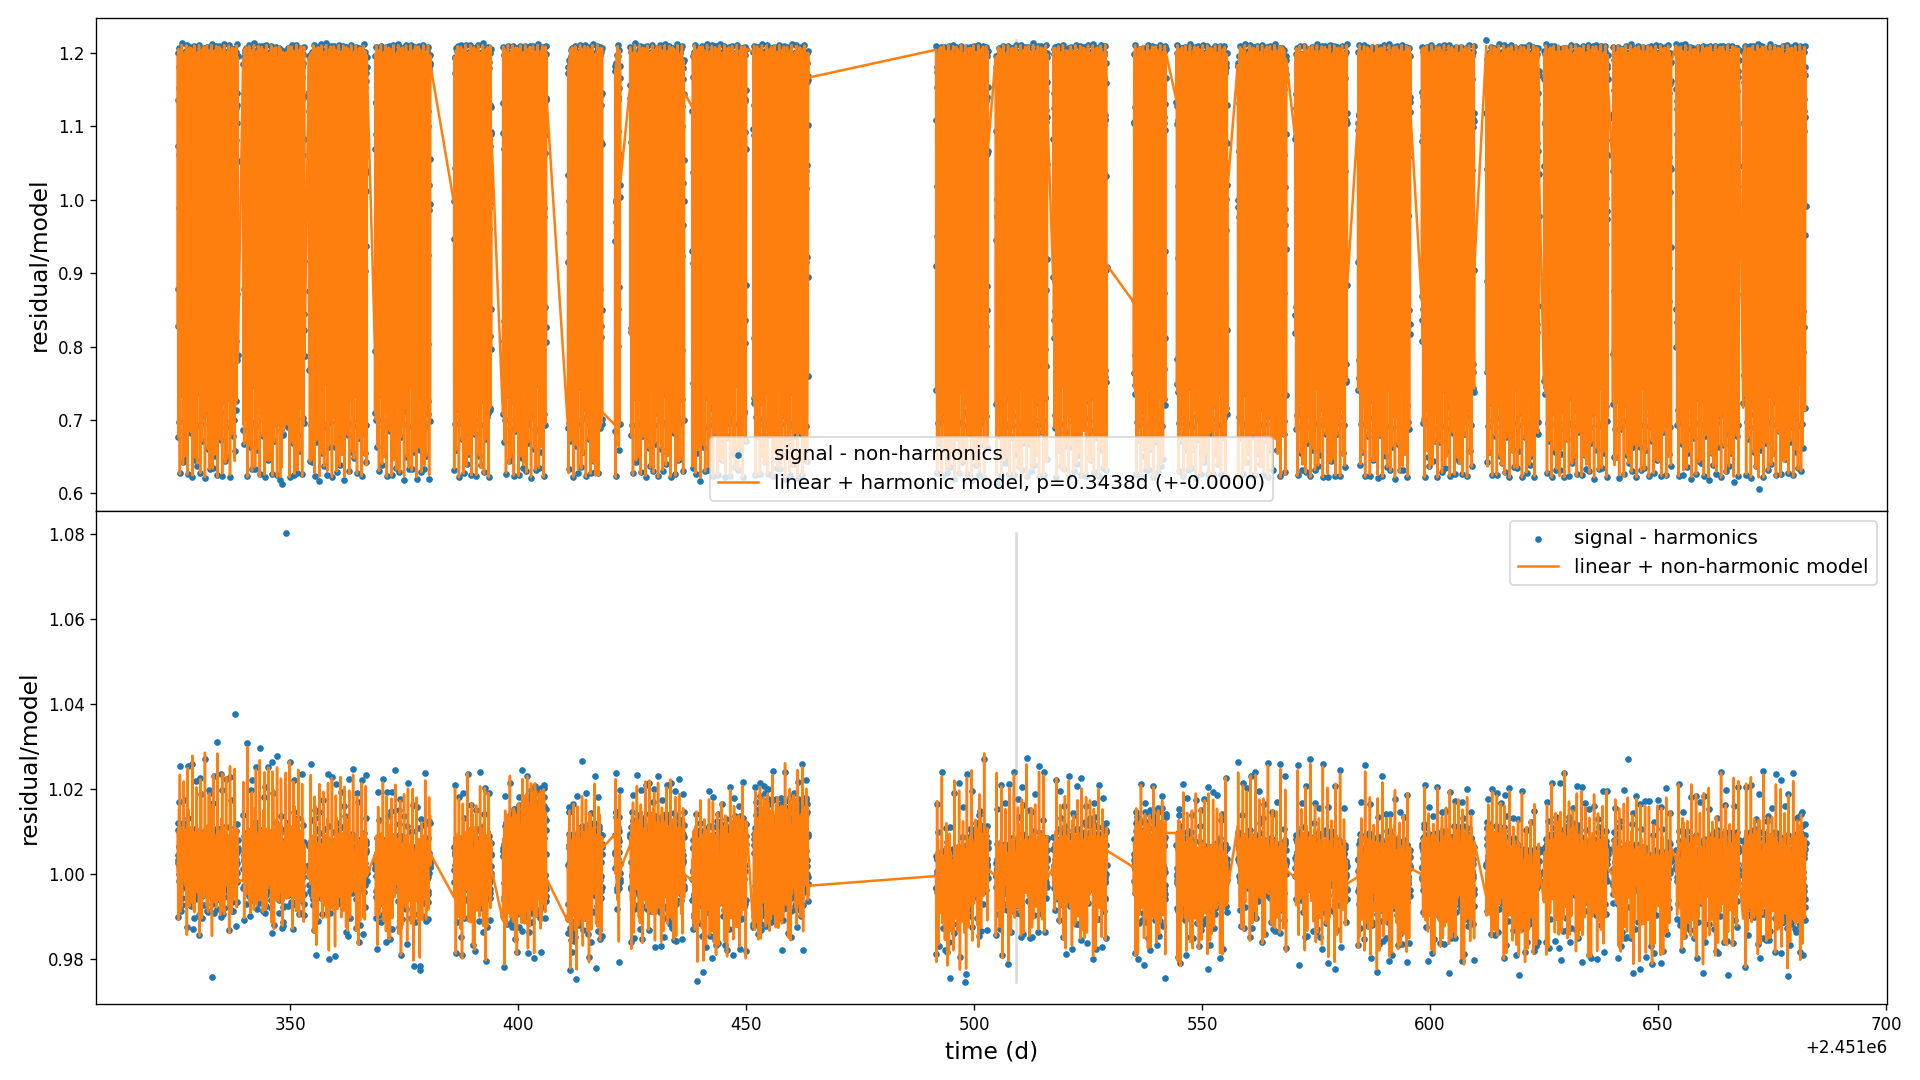 1.2
1.1
1.0
0.9
0.8
0.7
0.6
residual/model
signal - non-harmonics
linear + harmonic model, p=0.3438d (+-0.0000)
1.08
1.06
1.04
1.02
1.00
0.98
residual/model
signal - harmonics
linear + non-harmonic model
350
400
450
500
550
600
650
700
time (d)
+2.451e6